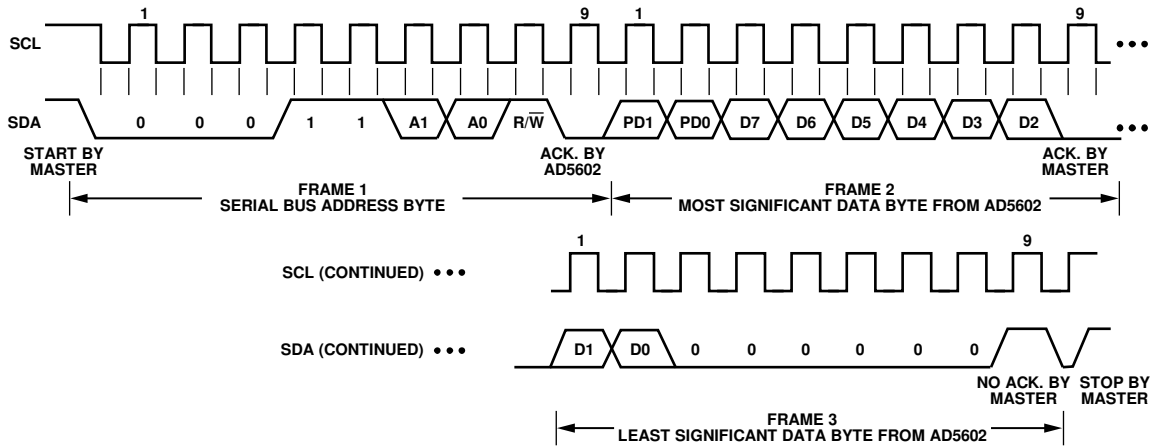 1 9 1 9
SCL
SDA 0 0 0 1 1 A1 A0 R/W̅ PD1 PD0 D7 D6 D5 D4 D3 D2
START BY
MASTER
ACK. BY
AD5602
ACK. BY
MASTER
FRAME 1
SERIAL BUS ADDRESS BYTE
FRAME 2
MOST SIGNIFICANT DATA BYTE FROM AD5602
1 9
SCL (CONTINUED)
SDA (CONTINUED) D1 D0 0 0 0 0 0 0
NO ACK. BY
MASTER
STOP BY
MASTER
FRAME 3
LEAST SIGNIFICANT DATA BYTE FROM AD5602